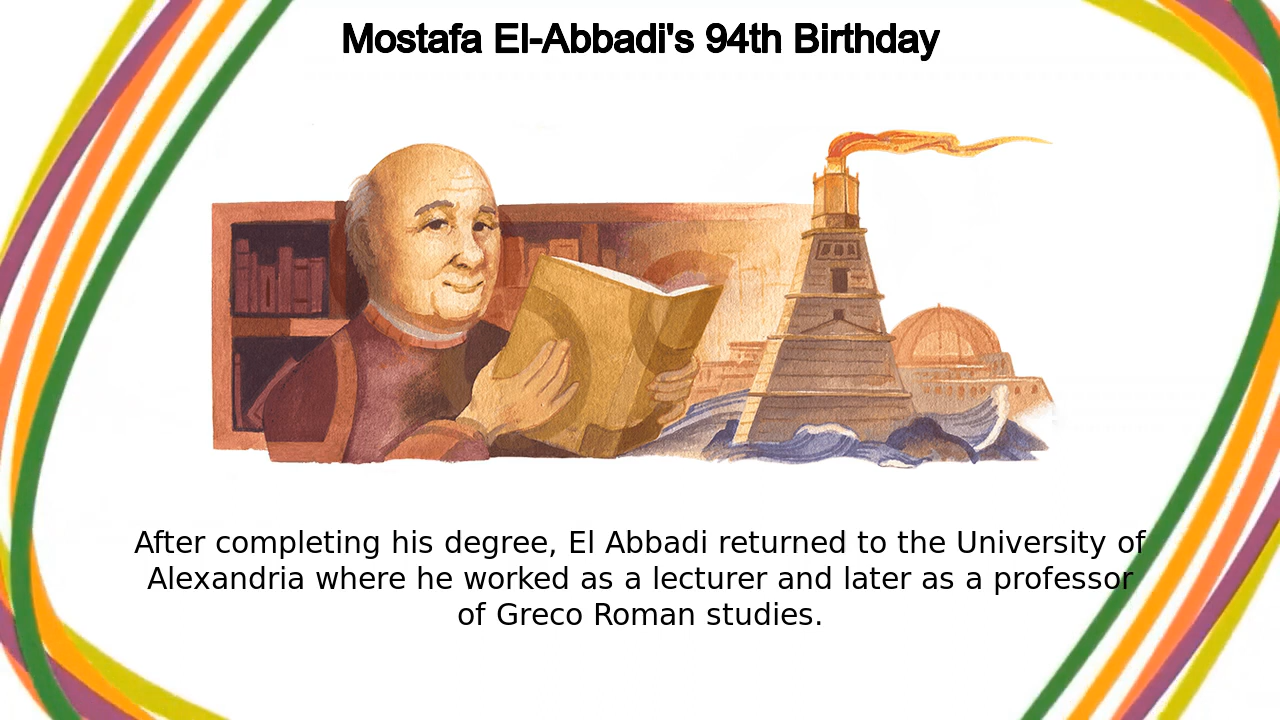 Mostafa El-Abbadi's 94th Birthday
After completing his degree, El Abbadi returned to the University of
Alexandria where he worked as a lecturer and later as a professor
of Greco Roman studies.